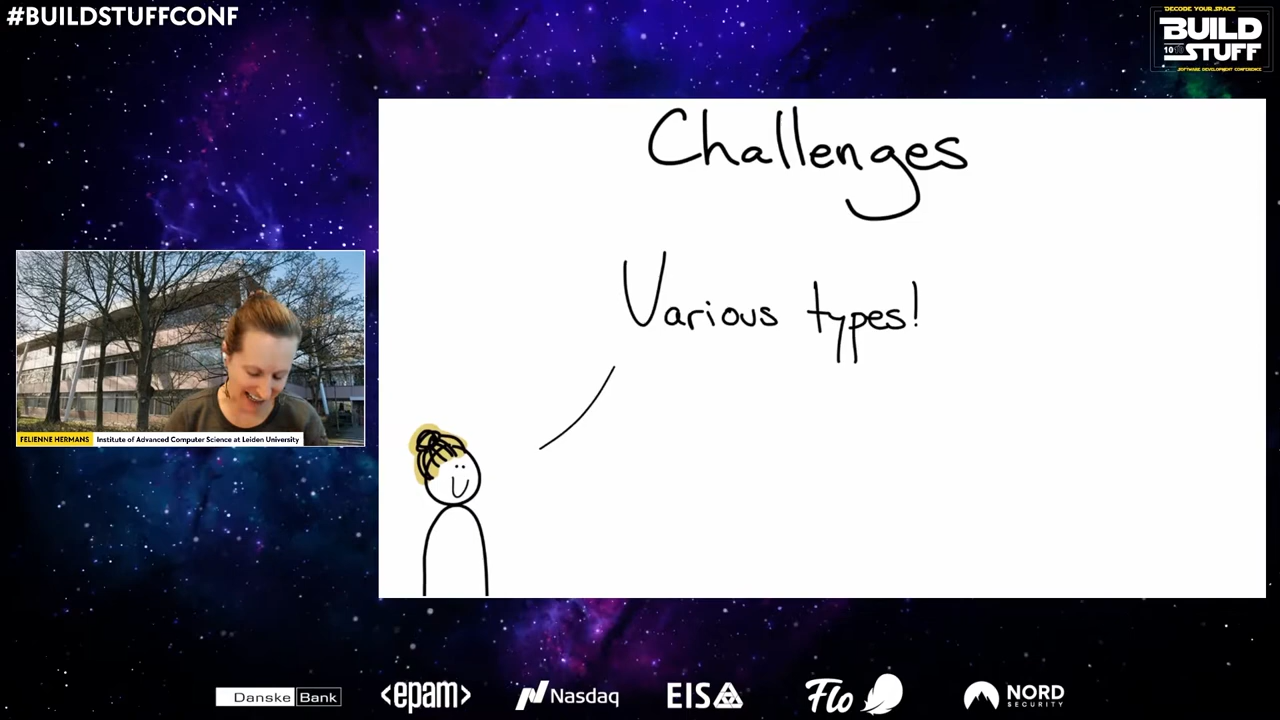 #BUILDSTUFFCONF
DECODE YOUR SPACE
BUILD
STUFF
SOFTWARE DEVELOPMENT CONFERENCE
Challenges
Various types!
FELIENNE HERMANS Institute of Advanced Computer Science at Leiden University
Danske Bank <epam> Nasdaq EIS Flo NORD
SECURITY